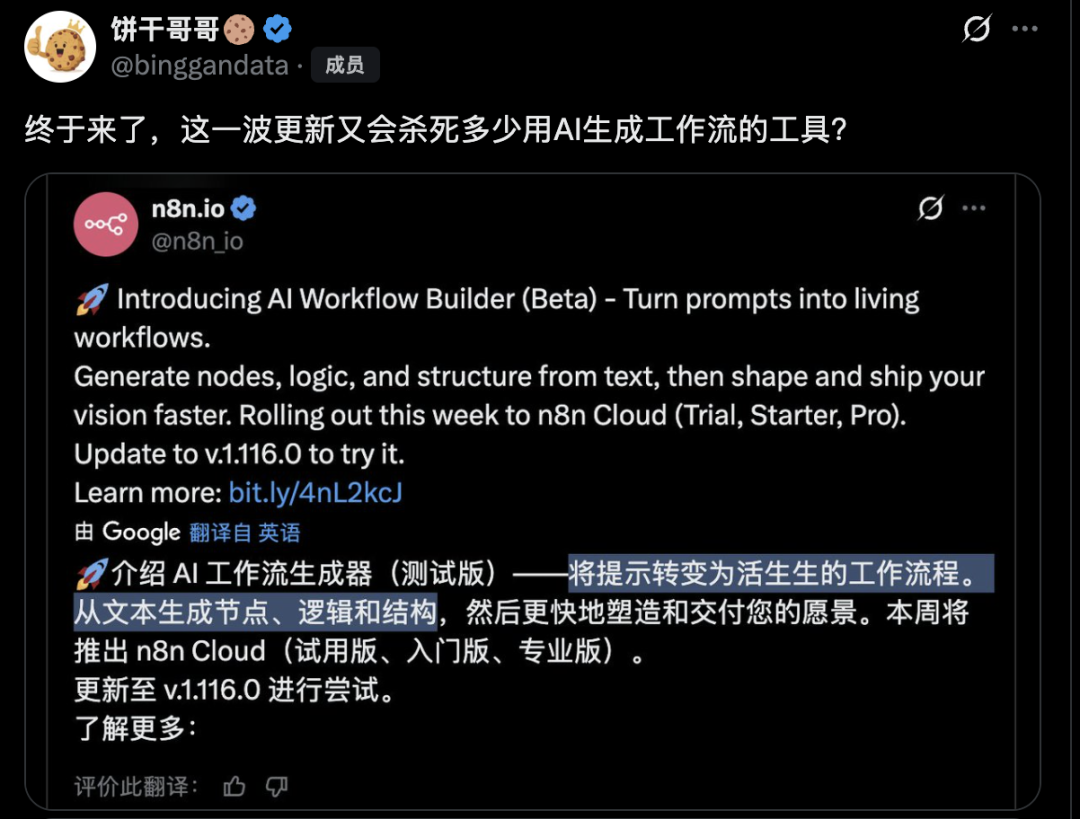 饼干哥哥🍪
@binggandata · 成员
终于来了，这一波更新又会杀死多少用AI生成工作流的工具？
n8n.io
@n8n_io
🚀 Introducing AI Workflow Builder (Beta) – Turn prompts into living
workflows.
Generate nodes, logic, and structure from text, then shape and ship your
vision faster. Rolling out this week to n8n Cloud (Trial, Starter, Pro).
Update to v.1.116.0 to try it.
Learn more: bit.ly/4nL2kcJ
由 Google 翻译自 英语
🚀介绍 AI 工作流生成器（测试版）——将提示转变为活生生的工作流程。
从文本生成节点、逻辑和结构，然后更快地塑造和交付您的愿景。本周将
推出 n8n Cloud（试用版、入门版、专业版）。
更新至 v.1.116.0 进行尝试。
了解更多：
评价此翻译：